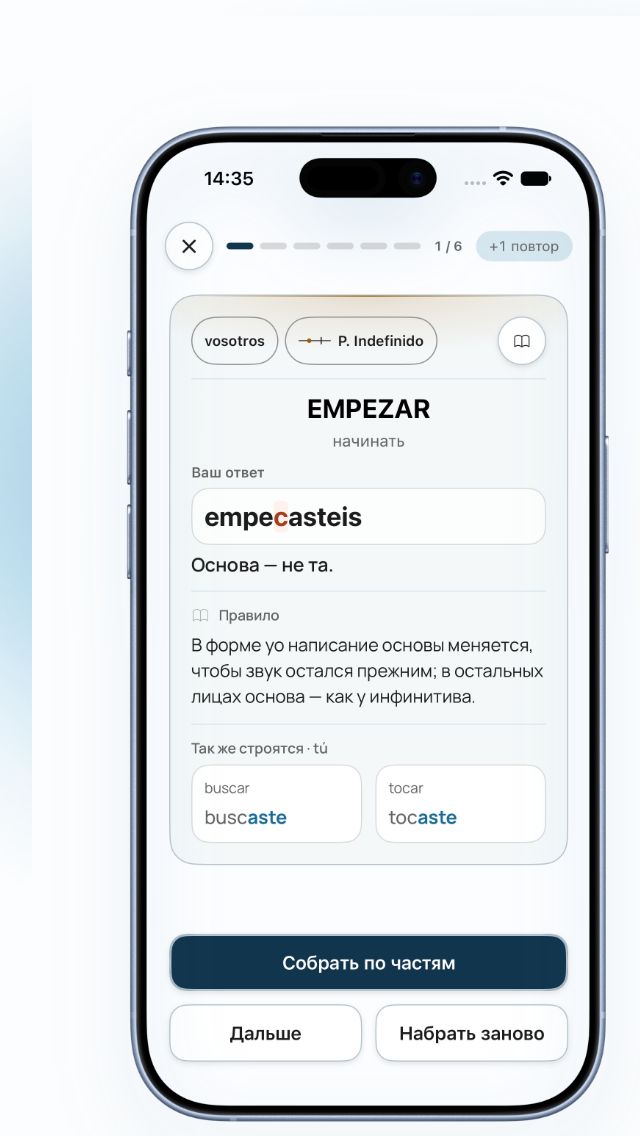 14:35
1 / 6
+1 повтор
vosotros
P. Indefinido
EMPEZAR
начинать
Ваш ответ
empecasteis
Основа — не та.
Правило
В форме yo написание основы меняется,
чтобы звук остался прежним; в остальных
лицах основа — как у инфинитива.
Так же строятся · tú
buscar
buscaste
tocar
tocaste
Собрать по частям
Дальше
Набрать заново